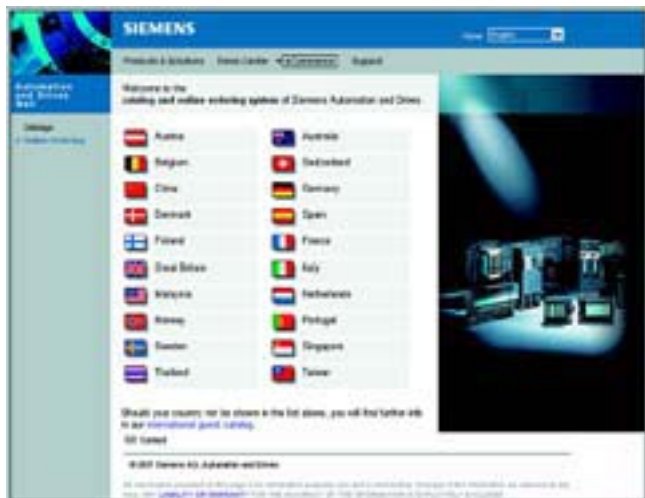 SIEMENS
English
Products & Solutions Service Center eCommerce Support
Automation
and Drives
Mall
Welcome to the
catalog and online ordering system of Siemens Automation and Drives
Austria Australia
Belgium Switzerland
China Germany
Denmark Spain
Finland France
Great Britain Italy
Malaysia Netherlands
Norway Portugal
Sweden Singapore
Thailand Taiwan
Should your country not be shown in the list above, you will find further info
in our international guest catalog.
Siemens AG, Automation and Drives